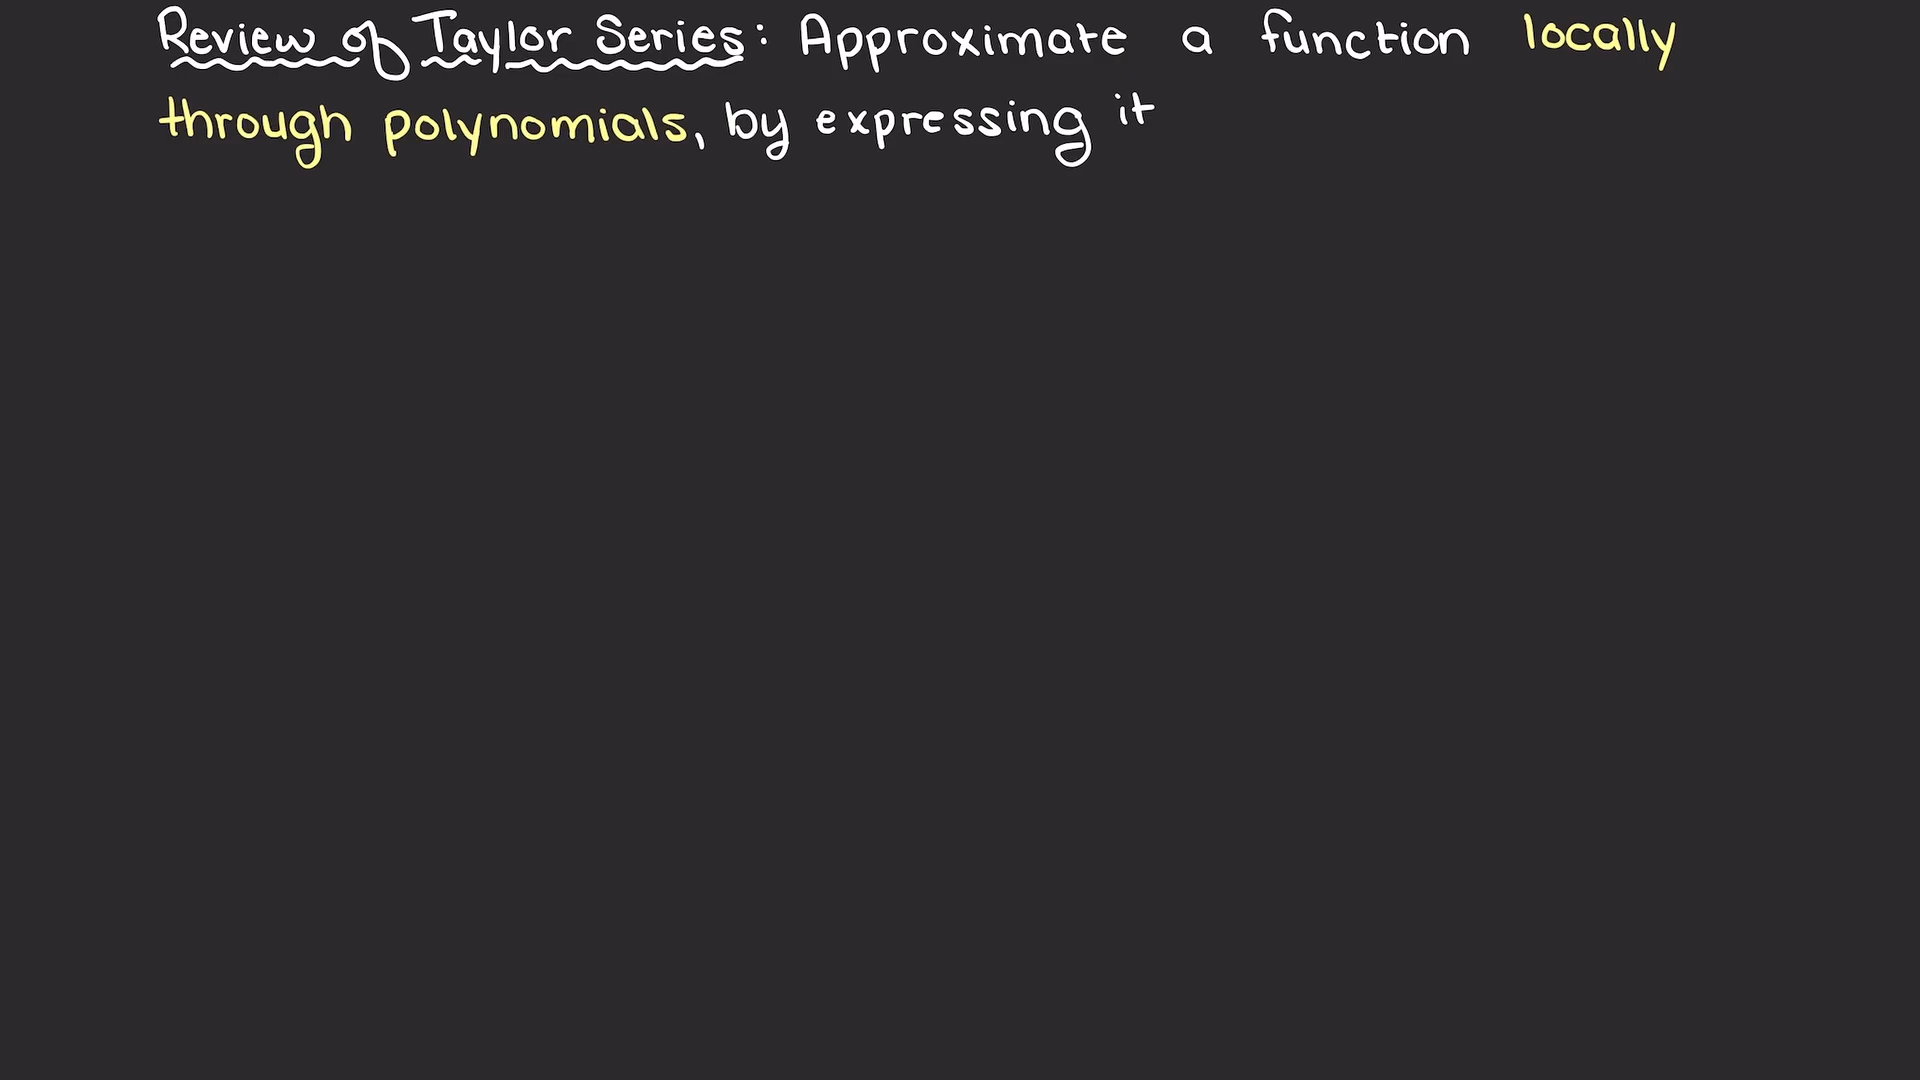 Review of Taylor Series: Approximate a function locally
through polynomials, by expressing it